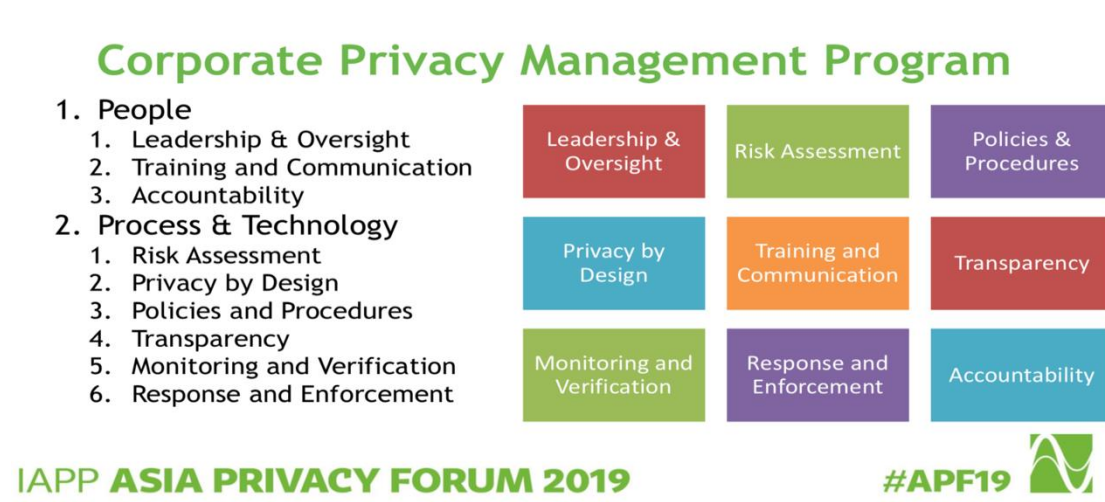 Corporate Privacy Management Program
1. People
1. Leadership & Oversight
2. Training and Communication
3. Accountability
2. Process & Technology
1. Risk Assessment
2. Privacy by Design
3. Policies and Procedures
4. Transparency
5. Monitoring and Verification
6. Response and Enforcement
Leadership &
Oversight
Risk Assessment
Policies &
Procedures
Privacy by
Design
Training and
Communication
Transparency
Monitoring and
Verification
Response and
Enforcement
Accountability
IAPP ASIA PRIVACY FORUM 2019
#APF19